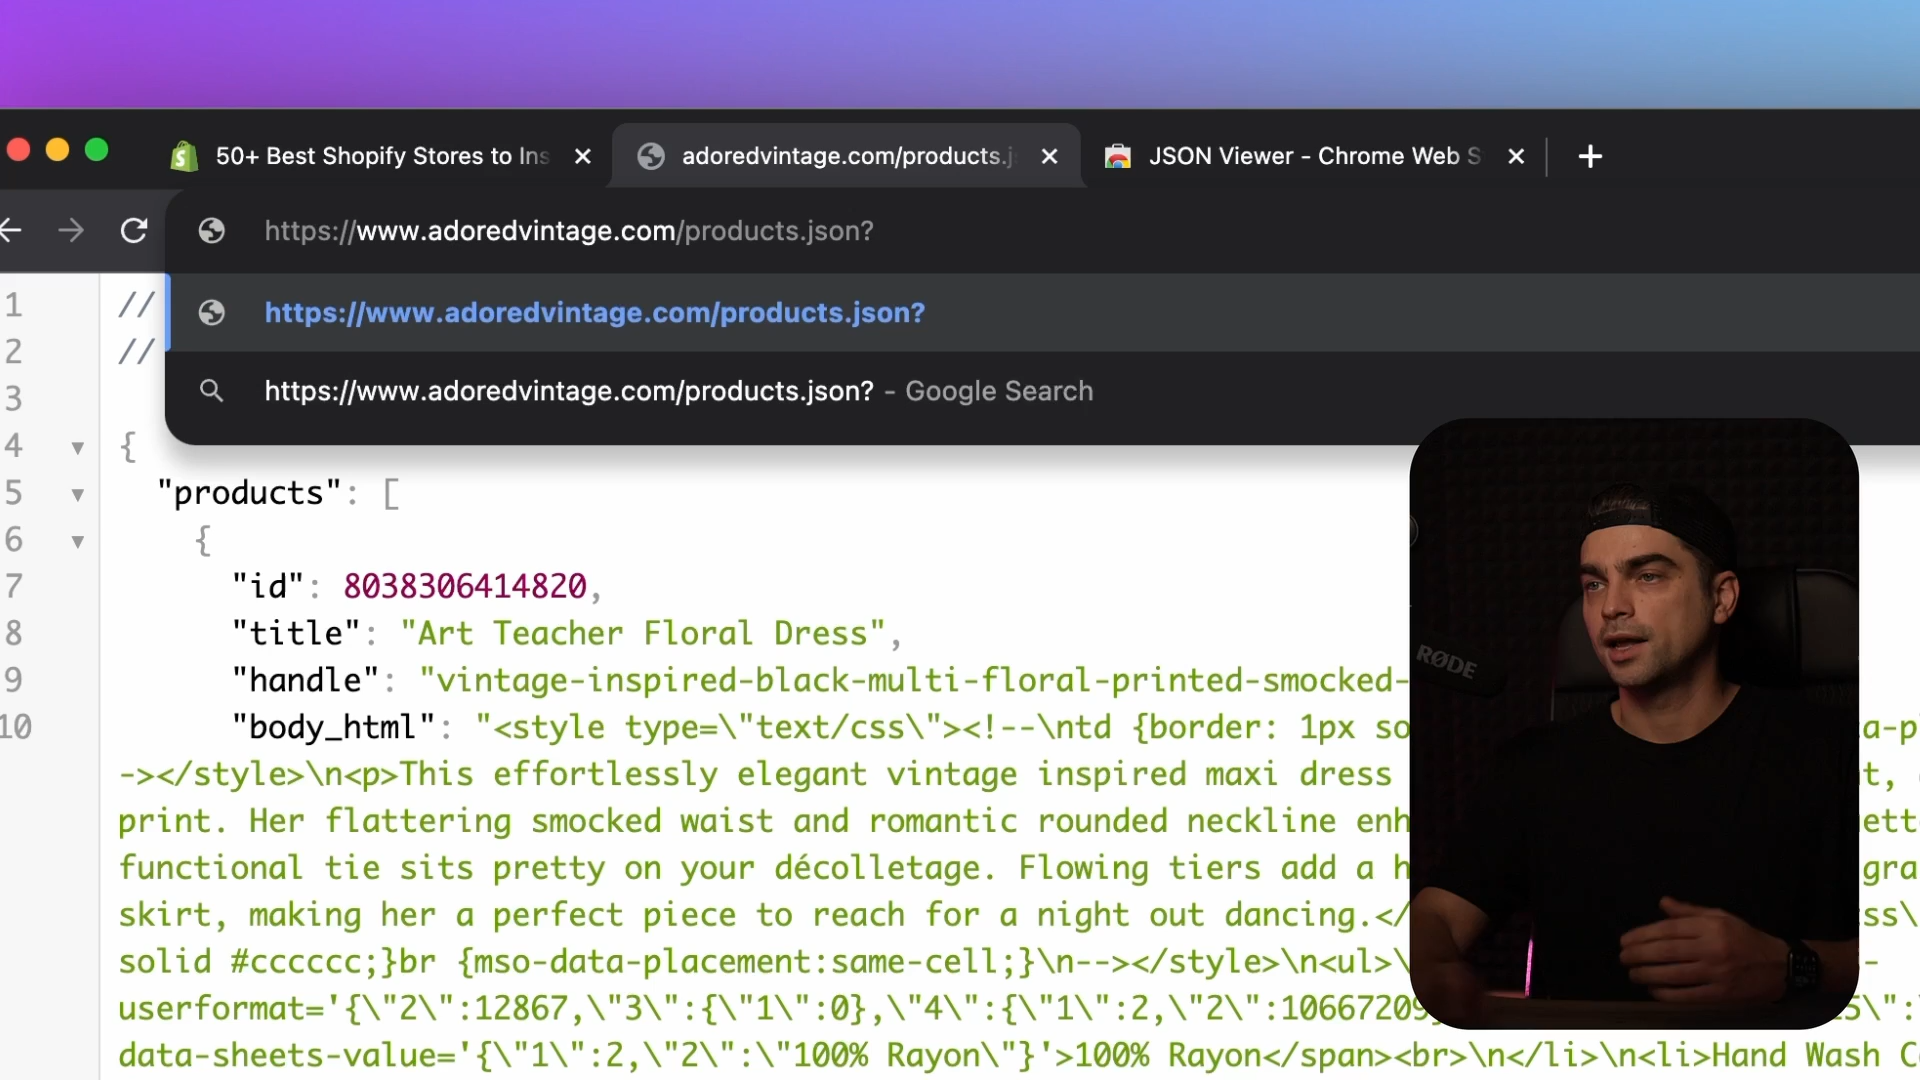 50+ Best Shopify Stores to Ins
adoredvintage.com/products.j
JSON Viewer - Chrome Web S
https://www.adoredvintage.com/products.json?
https://www.adoredvintage.com/products.json?
https://www.adoredvintage.com/products.json? - Google Search
1 //
2 //
3
4 {
5 "products": [
6 {
7 "id": 8038306414820,
8 "title": "Art Teacher Floral Dress",
9 "handle": "vintage-inspired-black-multi-floral-printed-smocked-
10 "body_html": "<style type=\"text/css\"><!--\ntd {border: 1px so a-p
-></style>\n<p>This effortlessly elegant vintage inspired maxi dress t,
print. Her flattering smocked waist and romantic rounded neckline enh ett
functional tie sits pretty on your décolletage. Flowing tiers add a h gra
skirt, making her a perfect piece to reach for a night out dancing.</ ss\
solid #cccccc;}br {mso-data-placement:same-cell;}\n--></style>\n<ul>\ -
userformat='{\"2\":12867,\"3\":{\"1\":0},\"4\":{\"1\":2,\"2\":10667209 5\":
data-sheets-value='{\"1\":2,\"2\":\"100% Rayon\"}'>100% Rayon</span><br>\n</li>\n<li>Hand Wash C
RØDE